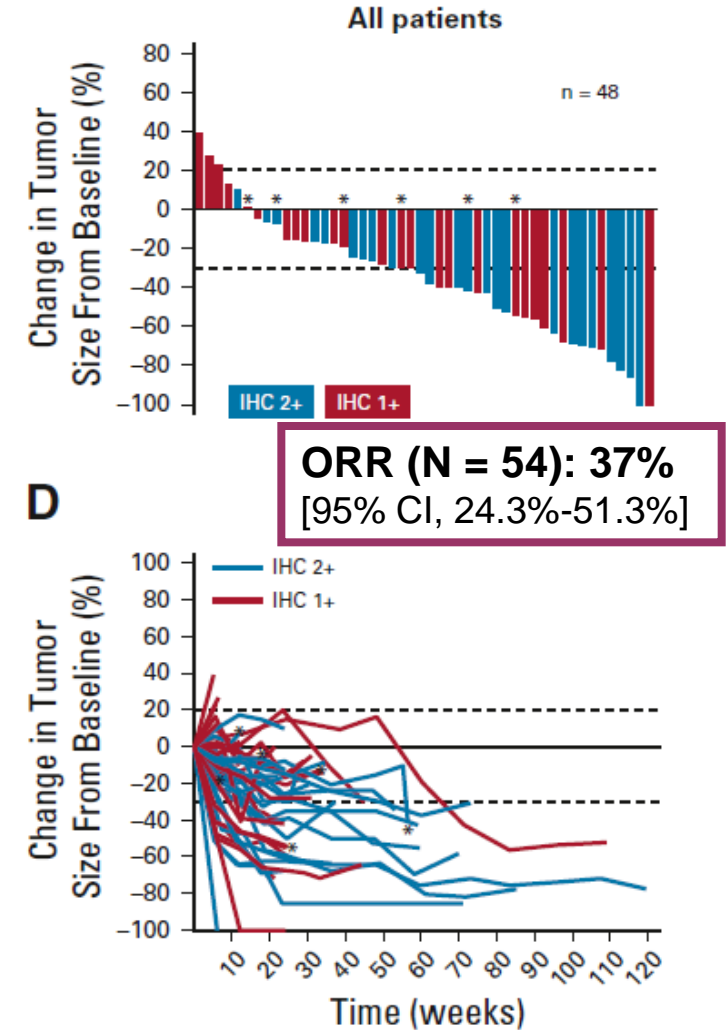 All patients
Change in Tumor
Size From Baseline (%)
80
60
40
20
0
−20
−40
−60
−80
−100
n = 48
* * * * * *
IHC 2+ IHC 1+
ORR (N = 54): 37%
[95% CI, 24.3%-51.3%]
D
Change in Tumor
Size From Baseline (%)
100
80
60
40
20
0
−20
−40
−60
−80
−100
IHC 2+
IHC 1+
* * * * * *
10 20 30 40 50 60 70 80 90 100 110 120
Time (weeks)